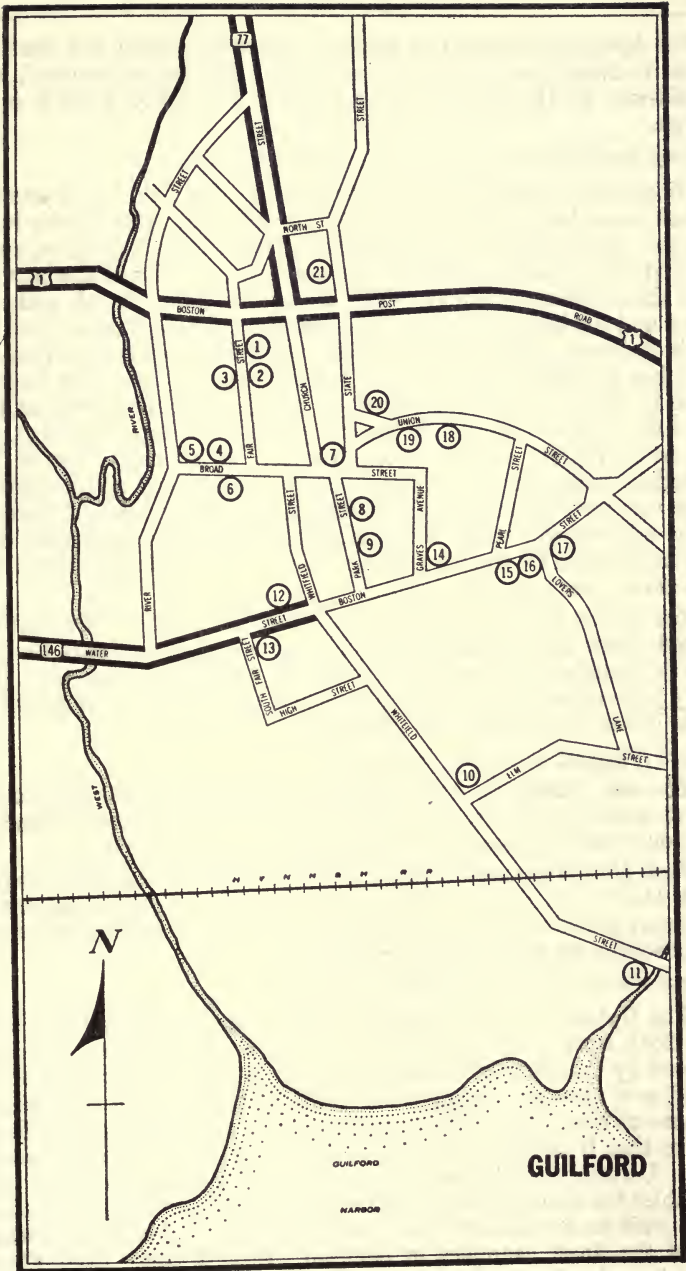 77
STREET
STREET
STREET
NORTH ST
21
1
BOSTON
POST
ROAD
1
STREET
1
3
2
CHURCH
STATE
RIVER
20
UNION
19
18
FAIR
5
4
7
BROAD
STREET
STREET
STREET
6
STREET
STREET
AVENUE
8
9
14
PEARL
STREET
17
15
16
LOVERS
WHITFIELD
PARK
GRAVES
RIVER
12
BOSTON
STREET
146
WATER
13
SOUTH FAIR STREET
HIGH
STREET
WHITEFIELD
LANE
STREET
WEST
10
ELM
N Y N H & H RR
STREET
N
11
GUILFORD
HARBOR
GUILFORD